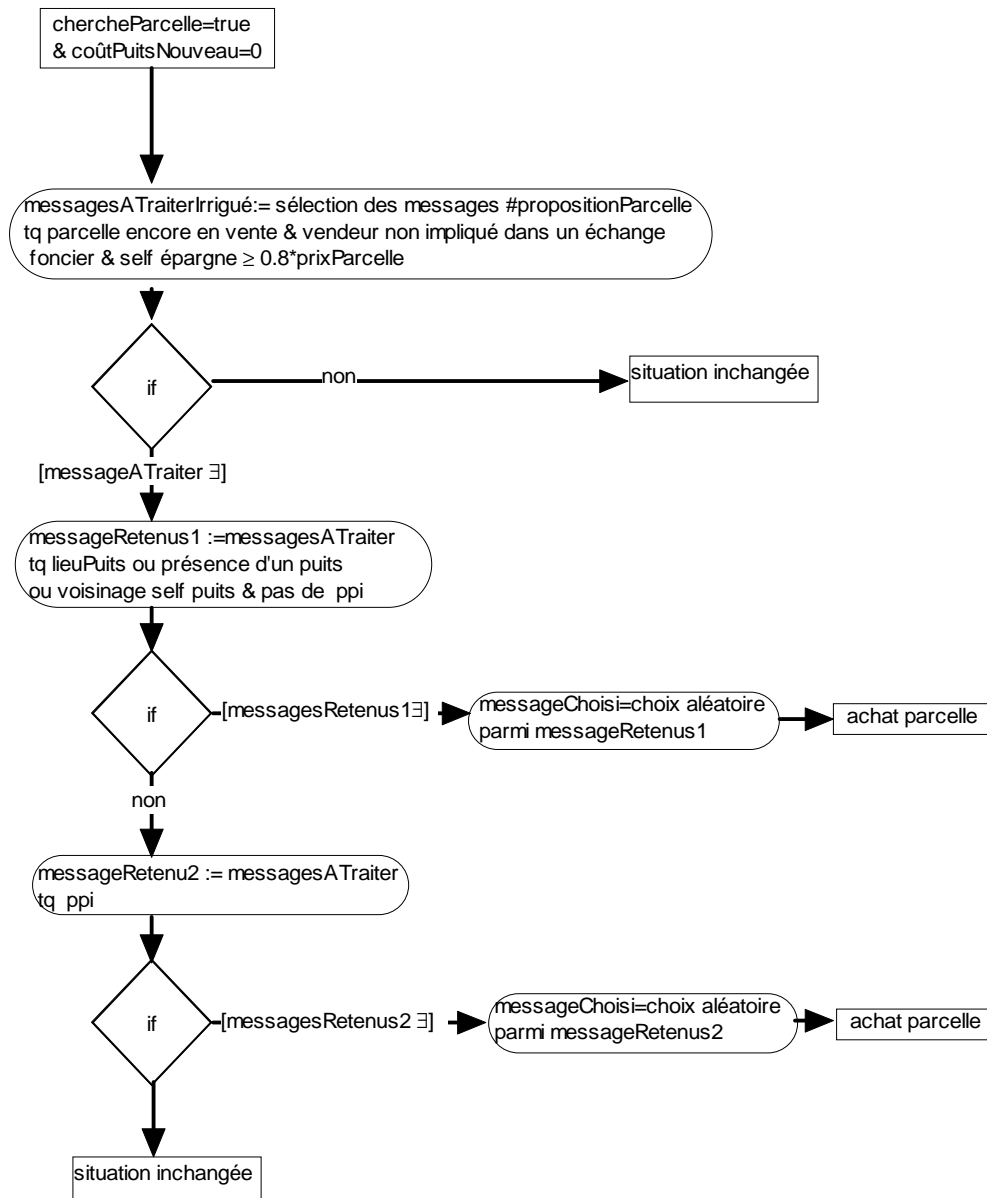 chercheParcelle=true
& coûtPuitsNouveau=0
messagesATraiterIrrigué:= sélection des messages #propositionParcelle
tq parcelle encore en vente & vendeur non impliqué dans un échange
foncier & self épargne ≥ 0.8*prixParcelle
if
non
situation inchangée
[messageATraiter ∃]
messageRetenus1 :=messagesATraiter
tq lieuPuits ou présence d'un puits
ou voisinage self puits & pas de ppi
if
[messagesRetenus1∃]
messageChoisi=choix aléatoire
parmi messageRetenus1
achat parcelle
non
messageRetenu2 := messagesATraiter
tq ppi
if
[messagesRetenus2 ∃]
messageChoisi=choix aléatoire
parmi messageRetenus2
achat parcelle
situation inchangée